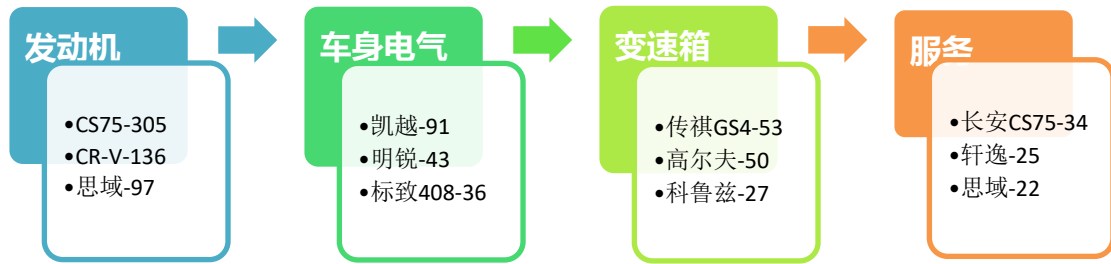 发动机
•CS75-305
•CR-V-136
•思域-97
车身电气
•凯越-91
•明锐-43
•标致408-36
变速箱
•传祺GS4-53
•高尔夫-50
•科鲁兹-27
服务
•长安CS75-34
•轩逸-25
•思域-22